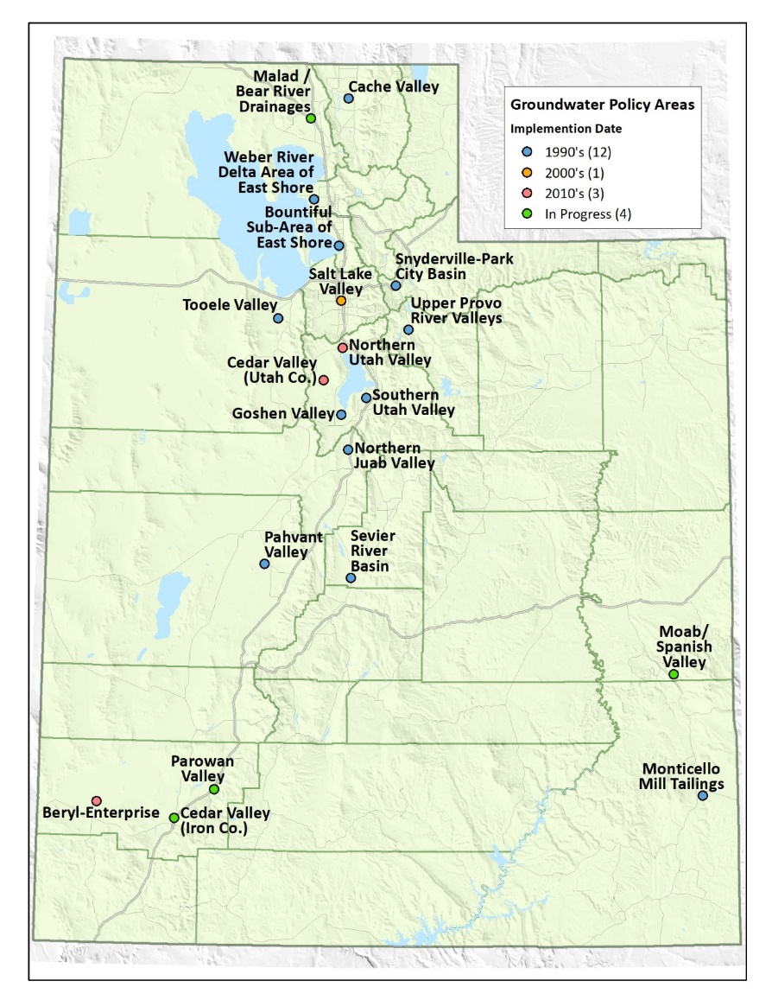 Malad /
Bear River
Drainages
Cache Valley
Groundwater Policy Areas
Implemention Date
1990's (12)
2000's (1)
2010's (3)
In Progress (4)
Weber River
Delta Area of
East Shore
Bountiful
Sub-Area of
East Shore
Snyderville-Park
City Basin
Salt Lake
Valley
Tooele Valley
Upper Provo
River Valleys
Northern
Utah Valley
Cedar Valley
(Utah Co.)
Southern
Utah Valley
Goshen Valley
Northern
Juab Valley
Pahvant
Valley
Sevier
River
Basin
Moab/
Spanish
Valley
Parowan
Valley
Monticello
Mill Tailings
Beryl-Enterprise
Cedar Valley
(Iron Co.)